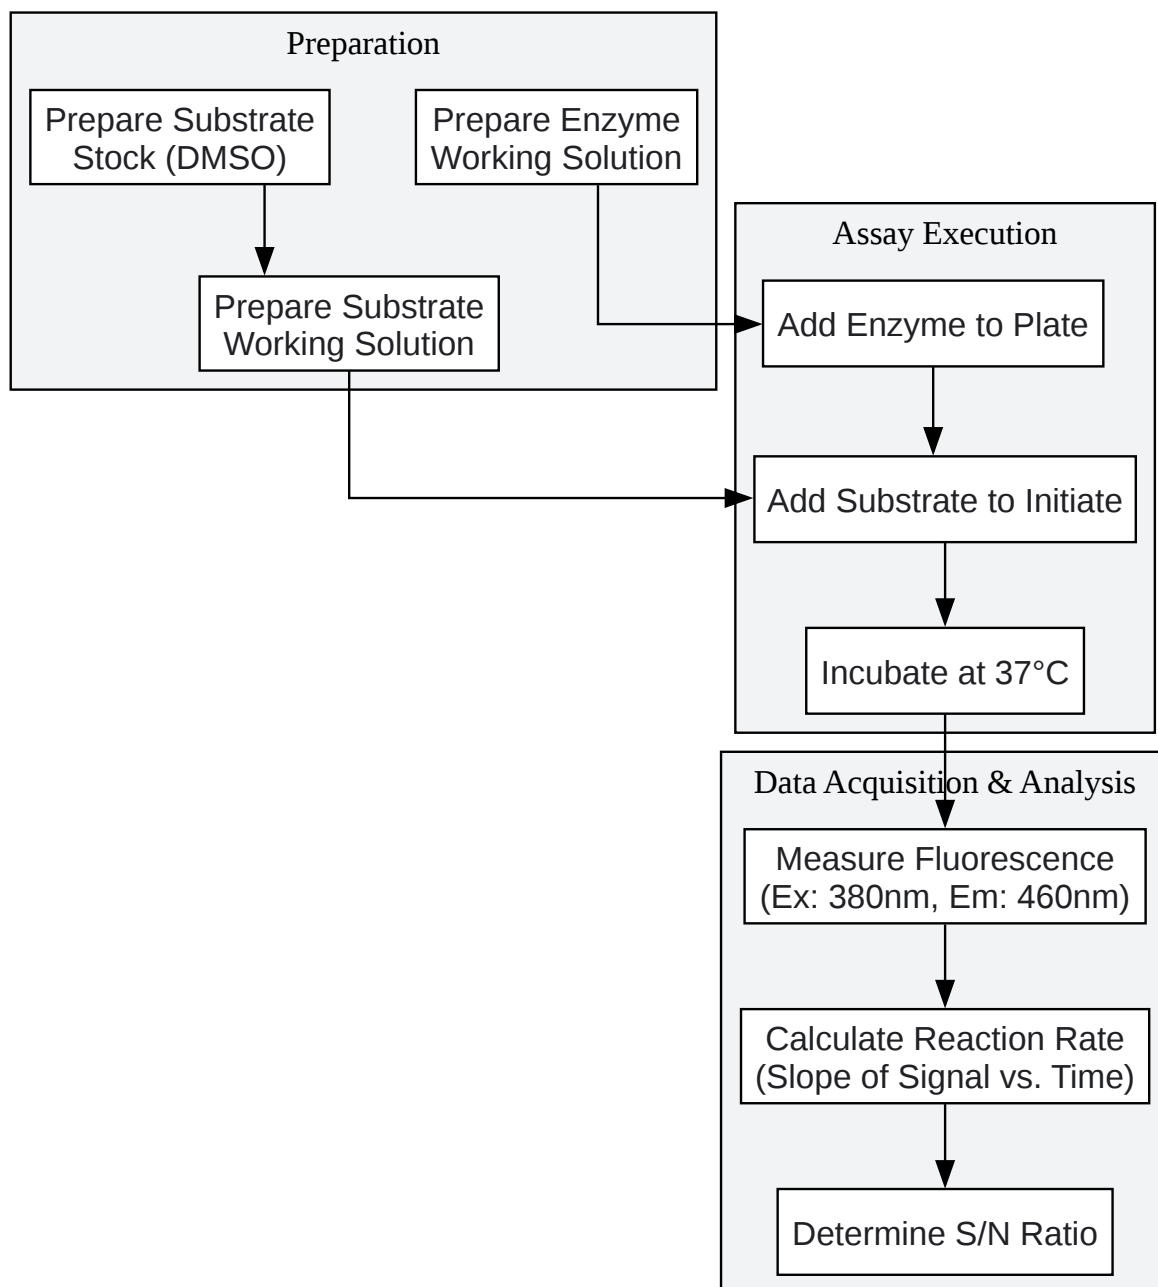 Preparation
Prepare Substrate
Stock (DMSO)
Prepare Enzyme
Working Solution
Prepare Substrate
Working Solution
Assay Execution
Add Enzyme to Plate
Add Substrate to Initiate
Incubate at 37°C
Data Acquisition & Analysis
Measure Fluorescence
(Ex: 380nm, Em: 460nm)
Calculate Reaction Rate
(Slope of Signal vs. Time)
Determine S/N Ratio